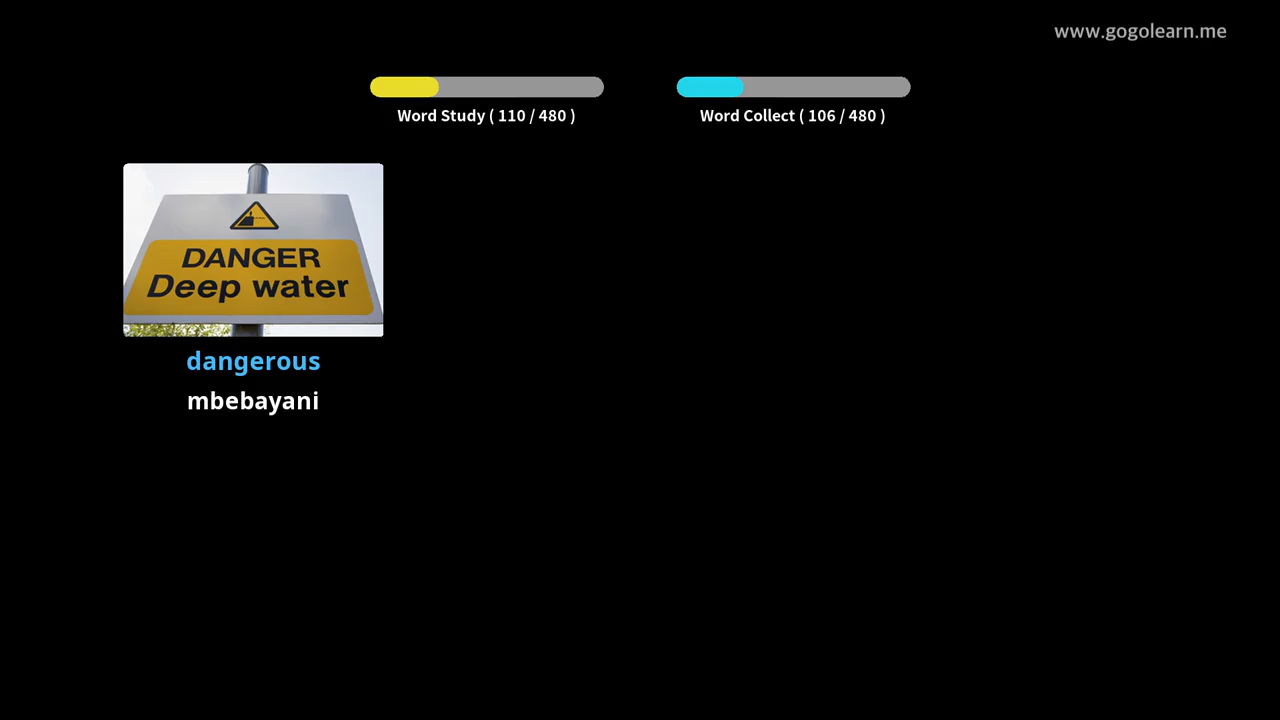 www.gogolearn.me
Word Study ( 110 / 480 )
Word Collect ( 106 / 480 )
DANGER
Deep water
dangerous
mbebayani